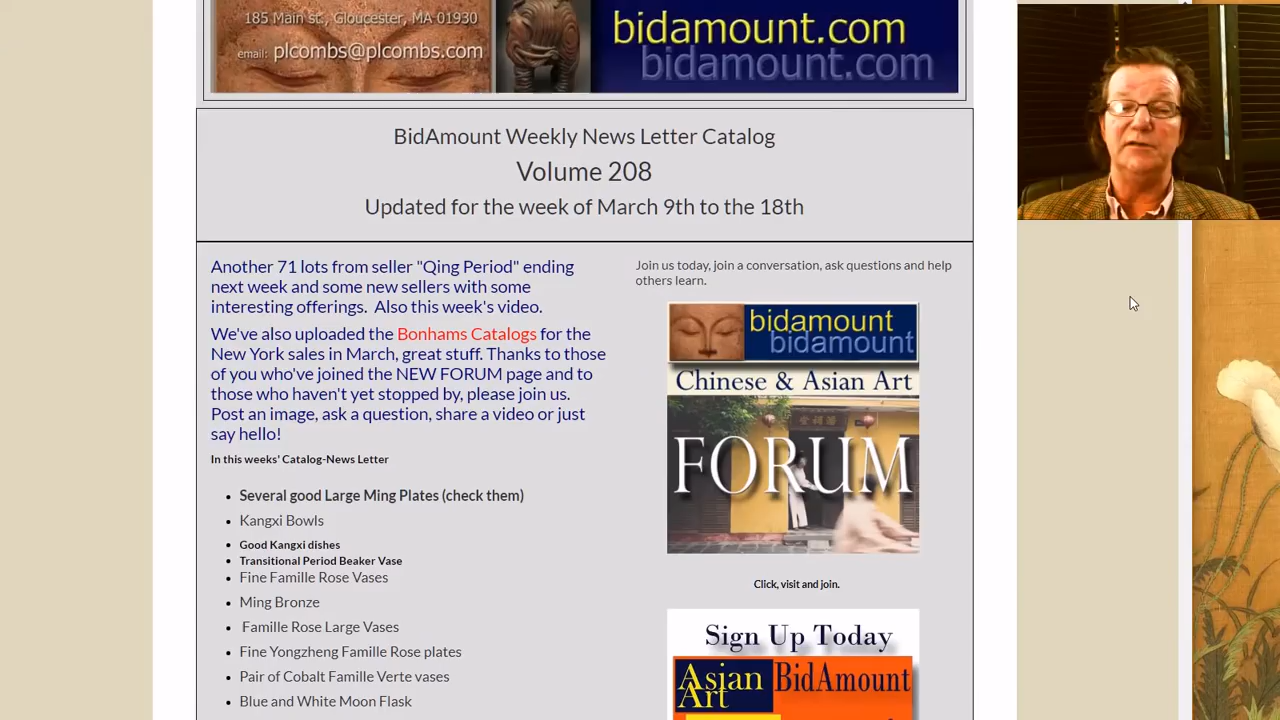 185 Main st., Gloucester, MA 01930
email: plcombs@plcombs.com
bidamount.com
bidamount.com
BidAmount Weekly News Letter Catalog
Volume 208
Updated for the week of March 9th to the 18th
Another 71 lots from seller "Qing Period" ending
next week and some new sellers with some
interesting offerings. Also this week's video.
We've also uploaded the Bonhams Catalogs for the
New York sales in March, great stuff. Thanks to those
of you who've joined the NEW FORUM page and to
those who haven't yet stopped by, please join us.
Post an image, ask a question, share a video or just
say hello!
In this weeks' Catalog-News Letter
Several good Large Ming Plates (check them)
Kangxi Bowls
Good Kangxi dishes
Transitional Period Beaker Vase
Fine Famille Rose Vases
Ming Bronze
Famille Rose Large Vases
Fine Yongzheng Famille Rose plates
Pair of Cobalt Famille Verte vases
Blue and White Moon Flask
Join us today, join a conversation, ask questions and help
others learn.
bidamount
bidamount
Chinese & Asian Art
FORUM
Click, visit and join.
Sign Up Today
Asian
Art
BidAmount